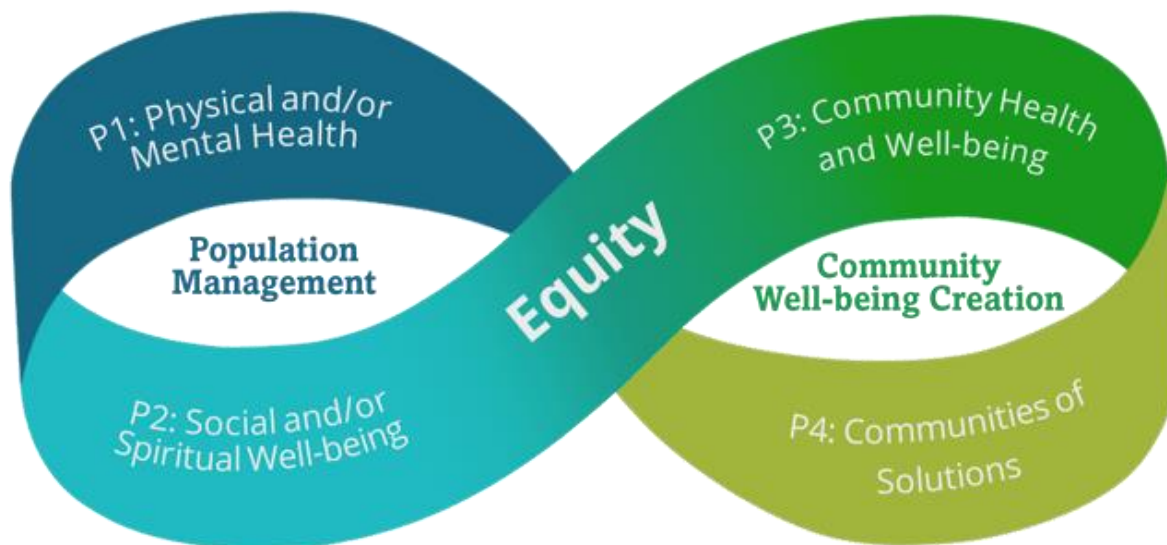 P1: Physical and/or
Mental Health
Population
Management
P2: Social and/or
Spiritual Well-being
Equity
P3: Community Health
and Well-being
Community
Well-being Creation
P4: Communities of
Solutions